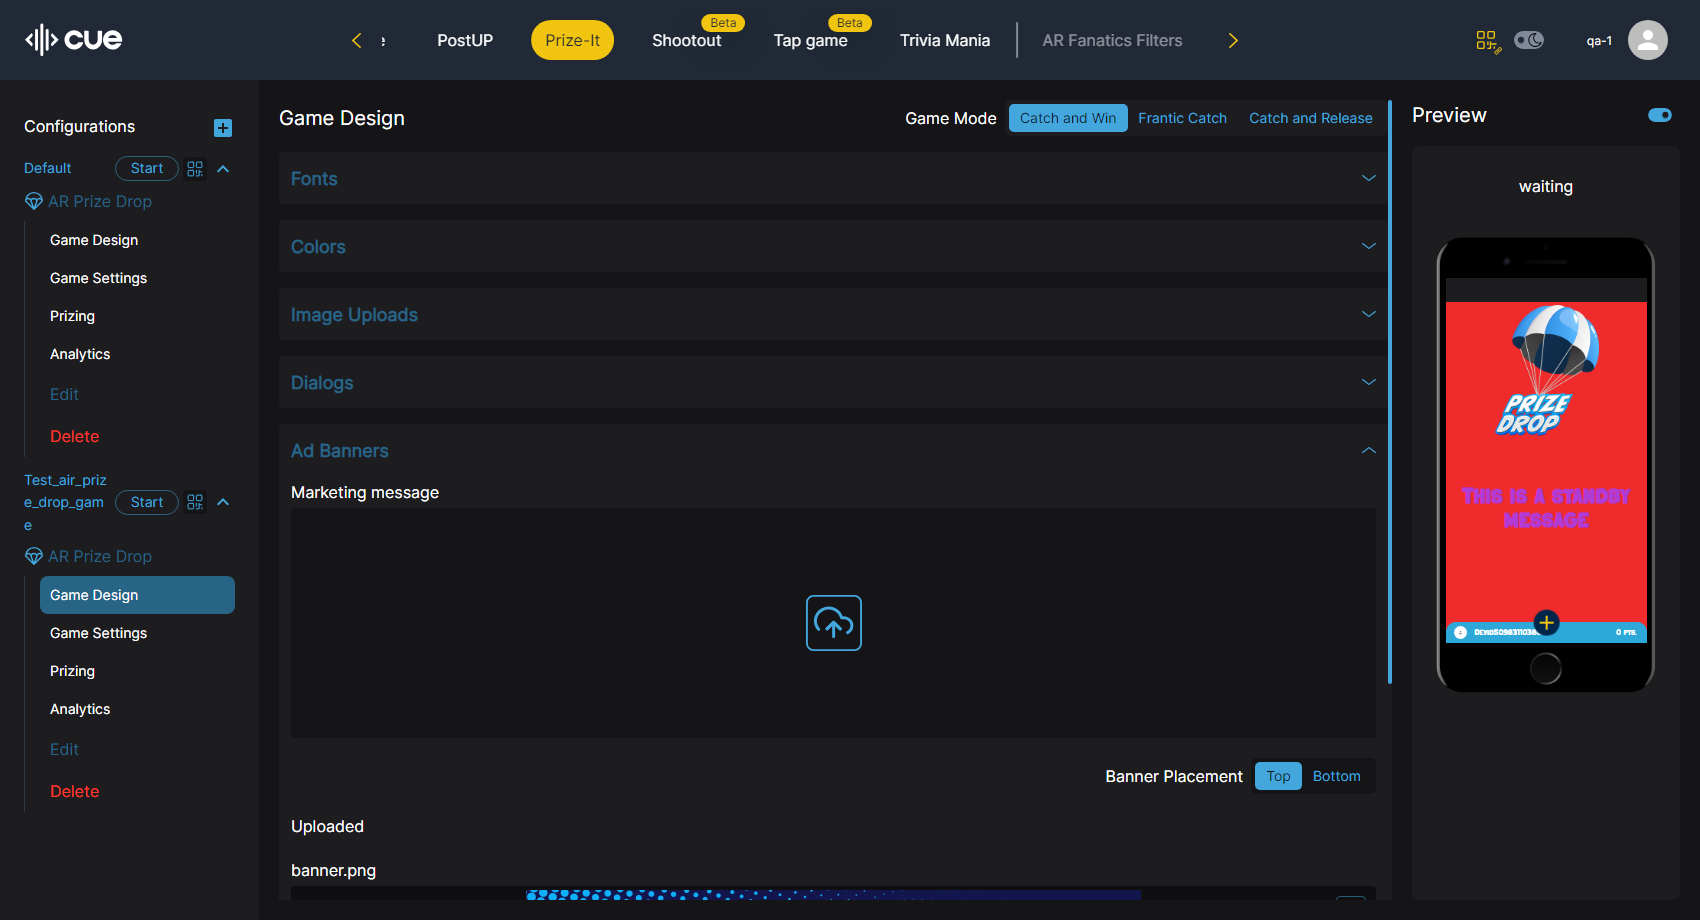 cue
PostUP
Prize-It
Shootout
Beta
Tap game
Beta
Trivia Mania
AR Fanatics Filters
qa-1
Configurations
Default
Start
AR Prize Drop
Game Design
Game Settings
Prizing
Analytics
Edit
Delete
Test_air_priz
e_drop_gam
e
Start
AR Prize Drop
Game Design
Game Settings
Prizing
Analytics
Edit
Delete
Game Design
Game Mode
Catch and Win
Frantic Catch
Catch and Release
Fonts
Colors
Image Uploads
Dialogs
Ad Banners
Marketing message
Banner Placement
Top
Bottom
Uploaded
banner.png
Preview
waiting
PRIZE
DROP
THIS IS A STANDBY
MESSAGE
0 PTS.